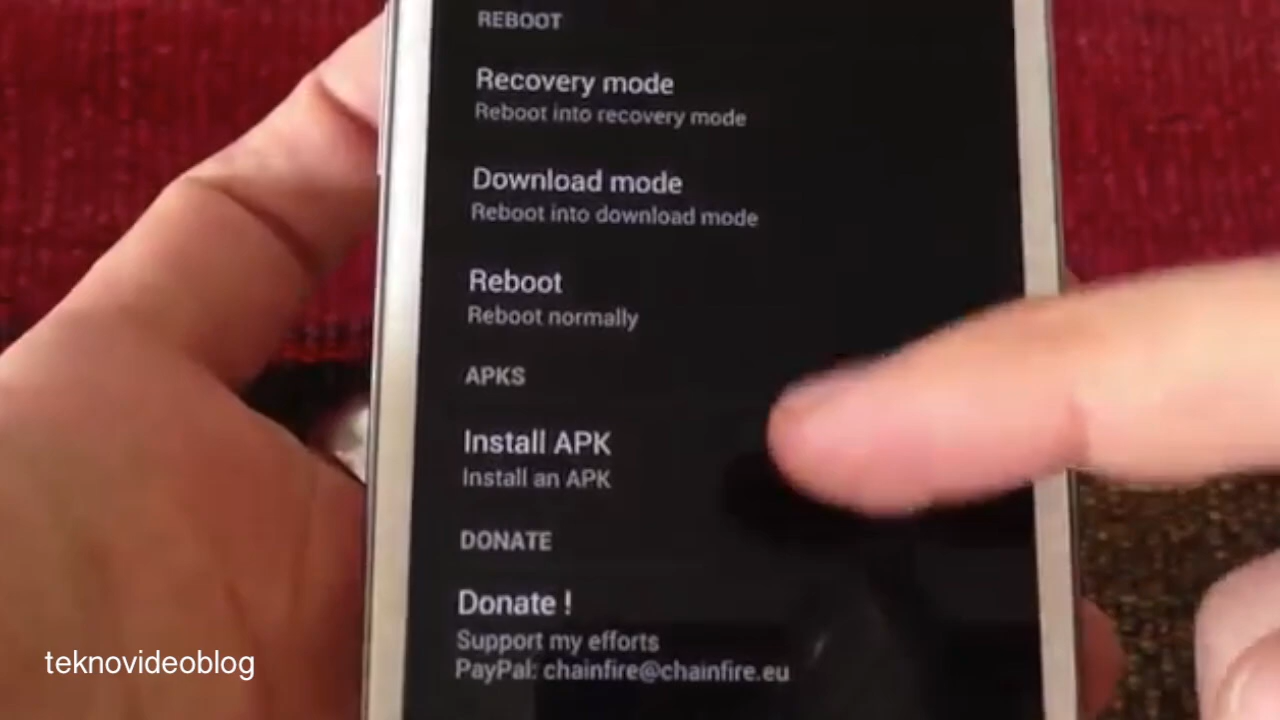 REBOOT
Recovery mode
Reboot into recovery mode
Download mode
Reboot into download mode
Reboot
Reboot normally
APKS
Install APK
Install an APK
DONATE
Donate !
Support my efforts
PayPal: chainfire@chainfire.eu
teknovideoblog